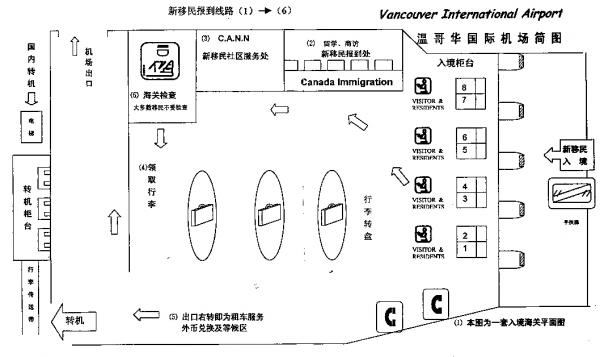 新移民报到线路（1）→（6）
Vancouver International Airport
温哥华国际机场简图
国内转机
机场出口
（3）C.A.N.N
新移民社区服务处
（2）留学、商访
新移民报到处
Canada Immigration
入境柜台
（6）海关检查
大多数移民不受检查
电梯
8
7
VISITOR &
RESIDENTS
6
5
VISITOR &
RESIDENTS
4
3
VISITOR &
RESIDENTS
2
1
VISITOR &
RESIDENTS
新移民
入境
（4）领取行李
行李转盘
转机柜台
行李传送带
转机
（5）出口右转即为租车服务
外币兑换及等候区
C
C
（1）本图为一套入境海关平面图